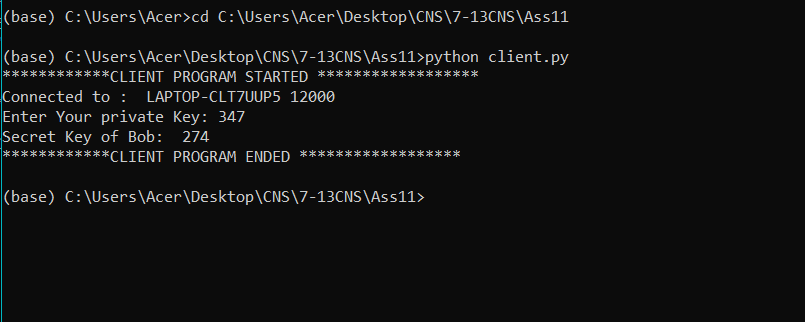 (base) C:\Users\Acer>cd C:\Users\Acer\Desktop\CNS\7-13CNS\Ass11
(base) C:\Users\Acer\Desktop\CNS\7-13CNS\Ass11>python client.py
************CLIENT PROGRAM STARTED ******************
Connected to :  LAPTOP-CLT7UUP5 12000
Enter Your private Key: 347
Secret Key of Bob:  274
************CLIENT PROGRAM ENDED ******************
(base) C:\Users\Acer\Desktop\CNS\7-13CNS\Ass11>